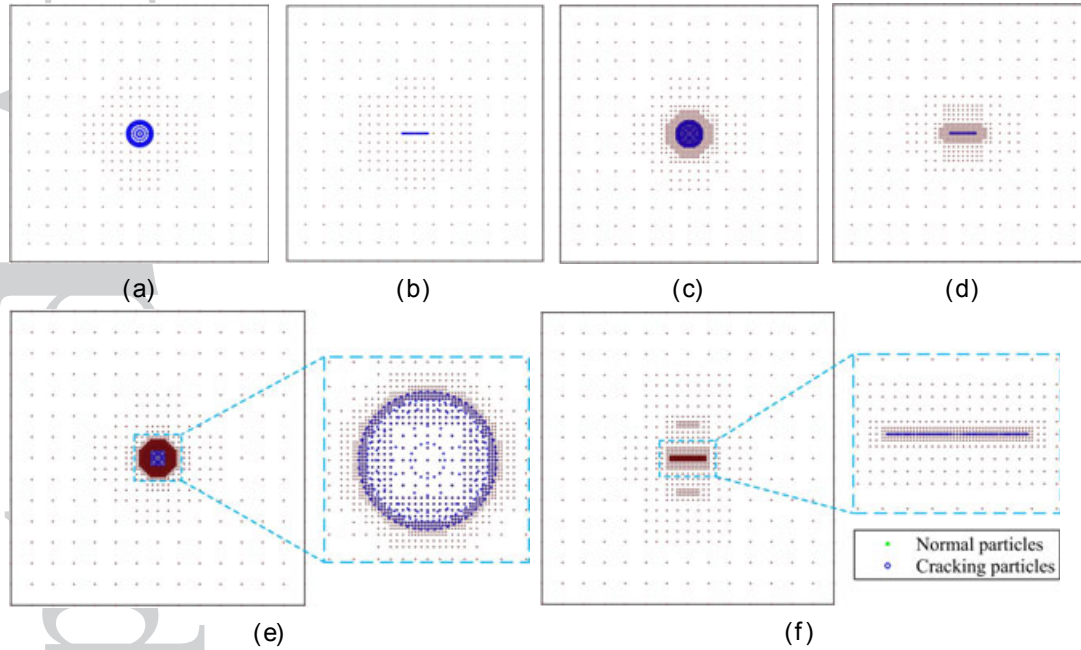 (a)
(b)
(c)
(d)
(e)
(f)
Normal particles
Cracking particles